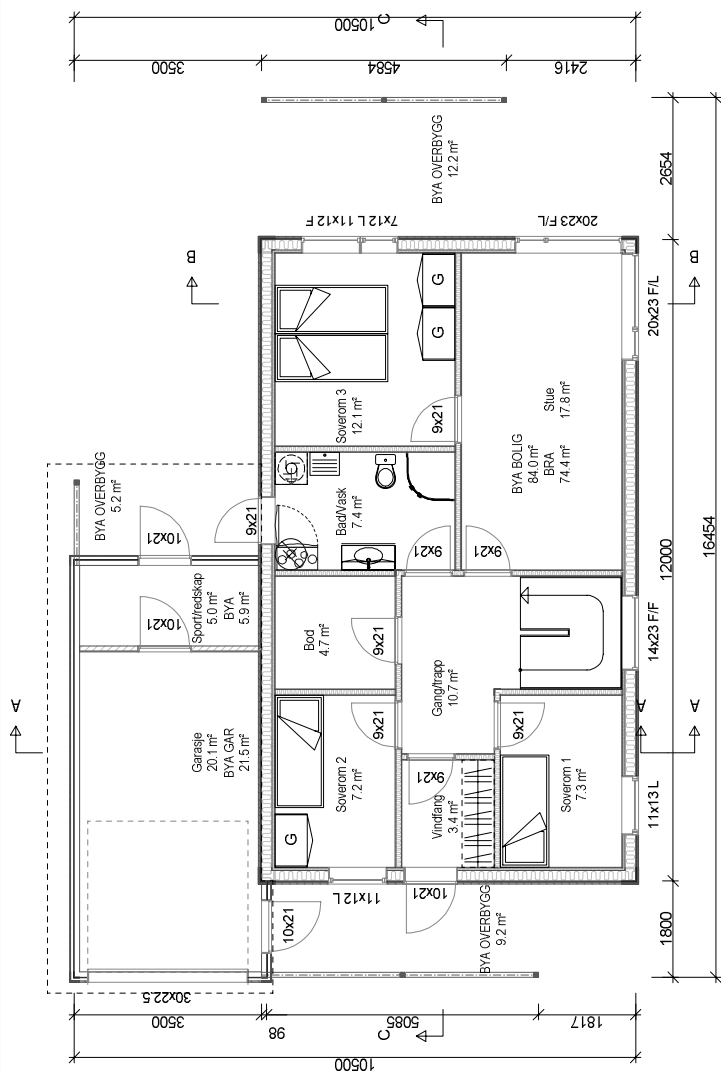 10500
C
3500
4584
2416
BYA OVERBYGG
12.2 m²
2654
7x12 L 11x12 F
20x23 F/L
B
B
G
G
20x23 F/L
Soverom 3
12.1 m²
9x21
Stue
17.8 m²
BYA BOLIG
84.0 m²
BRA
74.4 m²
BYA OVERBYGG
5.2 m²
10x21
9x21
Bad/Vask
7.4 m²
9x21
9x21
12000
16454
Sport/redskap
5.0 m²
BYA
5.9 m²
10x21
Bod
4.7 m²
9x21
14x23 F/F
Gang/trapp
10.7 m²
A
A
A
Garasje
20.1 m²
BYA GAR
21.5 m²
9x21
9x21
Soverom 2
7.2 m²
9x21
Vindfang
3.4 m²
Soverom 1
7.3 m²
11x13 L
G
11x12 L
10x21
10x21
BYA OVERBYGG
9.2 m²
1800
30x22.5
3500
98
5085
C
1817
10500